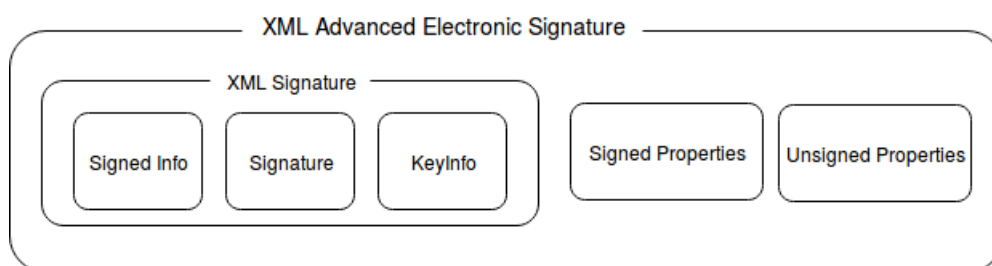 XML Advanced Electronic Signature
XML Signature
Signed Info
Signature
KeyInfo
Signed Properties
Unsigned Properties